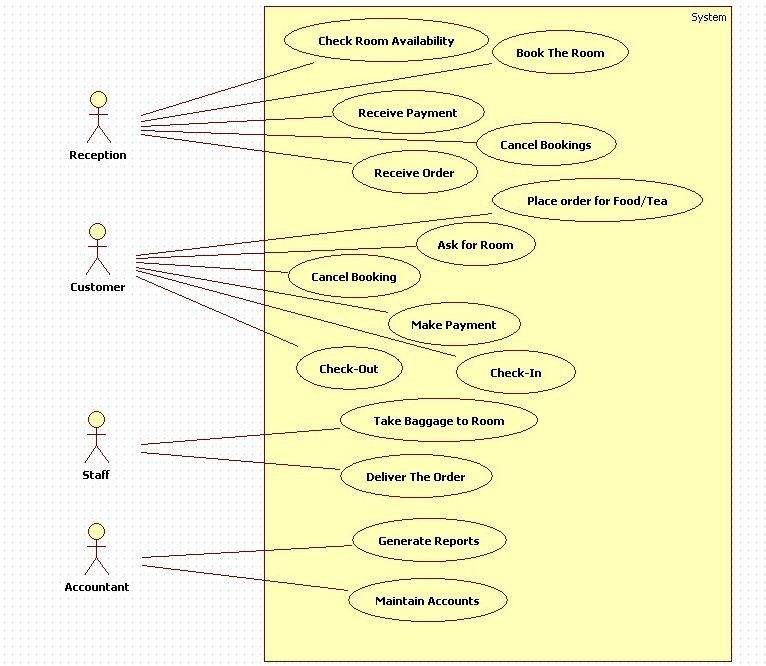 System
Check Room Availability
Book The Room
Receive Payment
Cancel Bookings
Reception
Receive Order
Place order for Food/Tea
Ask for Room
Cancel Booking
Customer
Make Payment
Check-Out
Check-In
Take Baggage to Room
Staff
Deliver The Order
Generate Reports
Accountant
Maintain Accounts